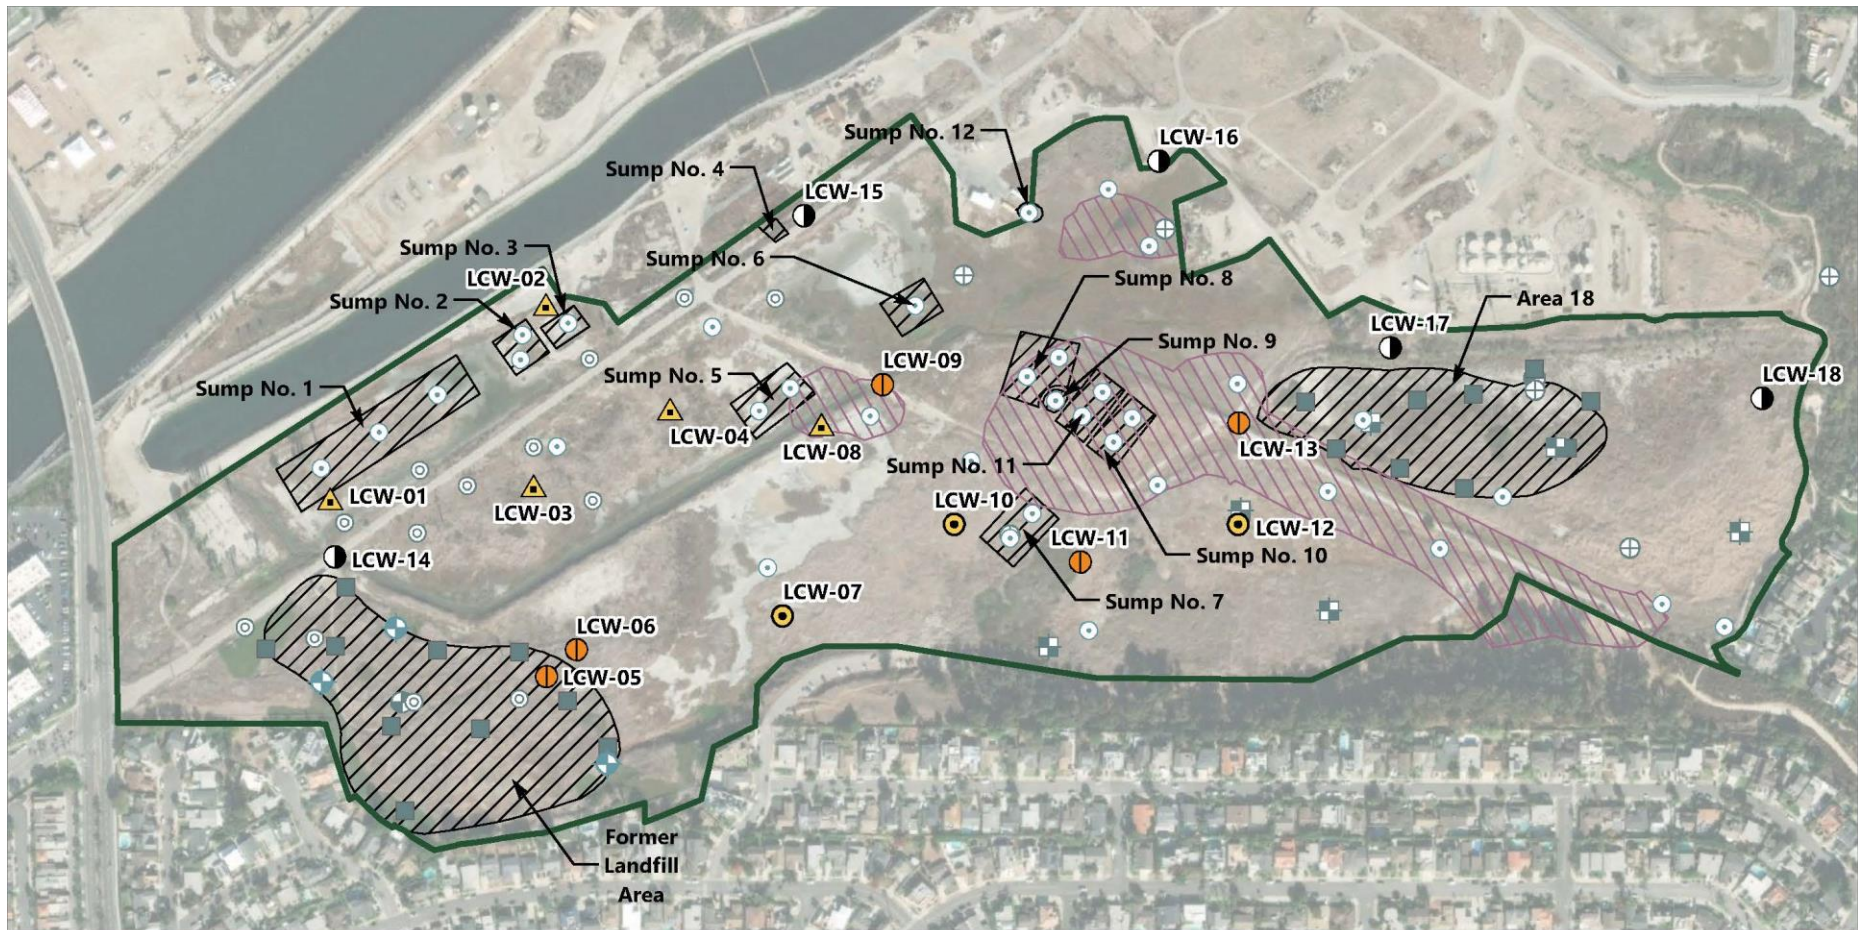 Sump No. 12
LCW-16
Sump No. 4
LCW-15
Sump No. 3
Sump No. 6
LCW-02
Sump No. 8
Sump No. 2
Area 18
LCW-17
Sump No. 9
LCW-09
Sump No. 5
LCW-18
Sump No. 1
LCW-04
LCW-08
LCW-13
Sump No. 11
LCW-01
LCW-10
LCW-03
LCW-12
LCW-11
Sump No. 10
LCW-14
LCW-07
Sump No. 7
LCW-06
LCW-05
Former
Landfill
Area